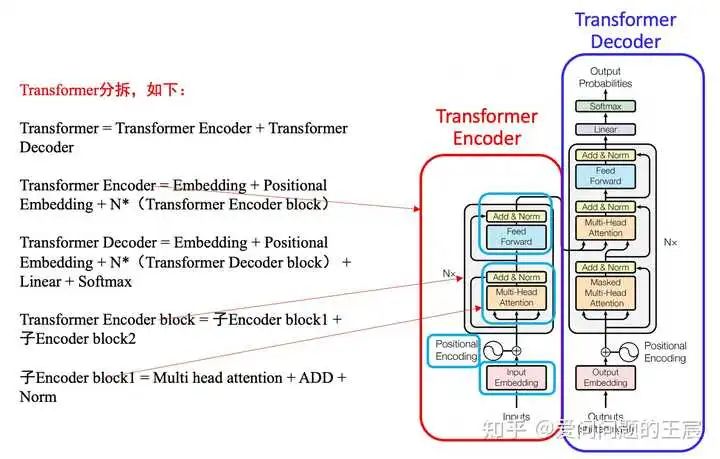 Transformer分拆，如下：
Transformer = Transformer Encoder + Transformer
Decoder
Transformer Encoder = Embedding + Positional
Embedding + N*（Transformer Encoder block）
Transformer Decoder = Embedding + Positional
Embedding + N*（Transformer Decoder block） +
Linear + Softmax
Transformer Encoder block = 子Encoder block1 +
子Encoder block2
子Encoder block1 = Multi head attention + ADD +
Norm
Transformer
Encoder
Add & Norm
Feed
Forward
N×
Add & Norm
Multi-Head
Attention
Positional
Encoding
Input
Embedding
Inputs
Transformer
Decoder
Output
Probabilities
Softmax
Linear
Add & Norm
Feed
Forward
Add & Norm
Multi-Head
Attention
N×
Add & Norm
Masked
Multi-Head
Attention
Positional
Encoding
Output
Embedding
Outputs
知乎 @爱问问题的王宸